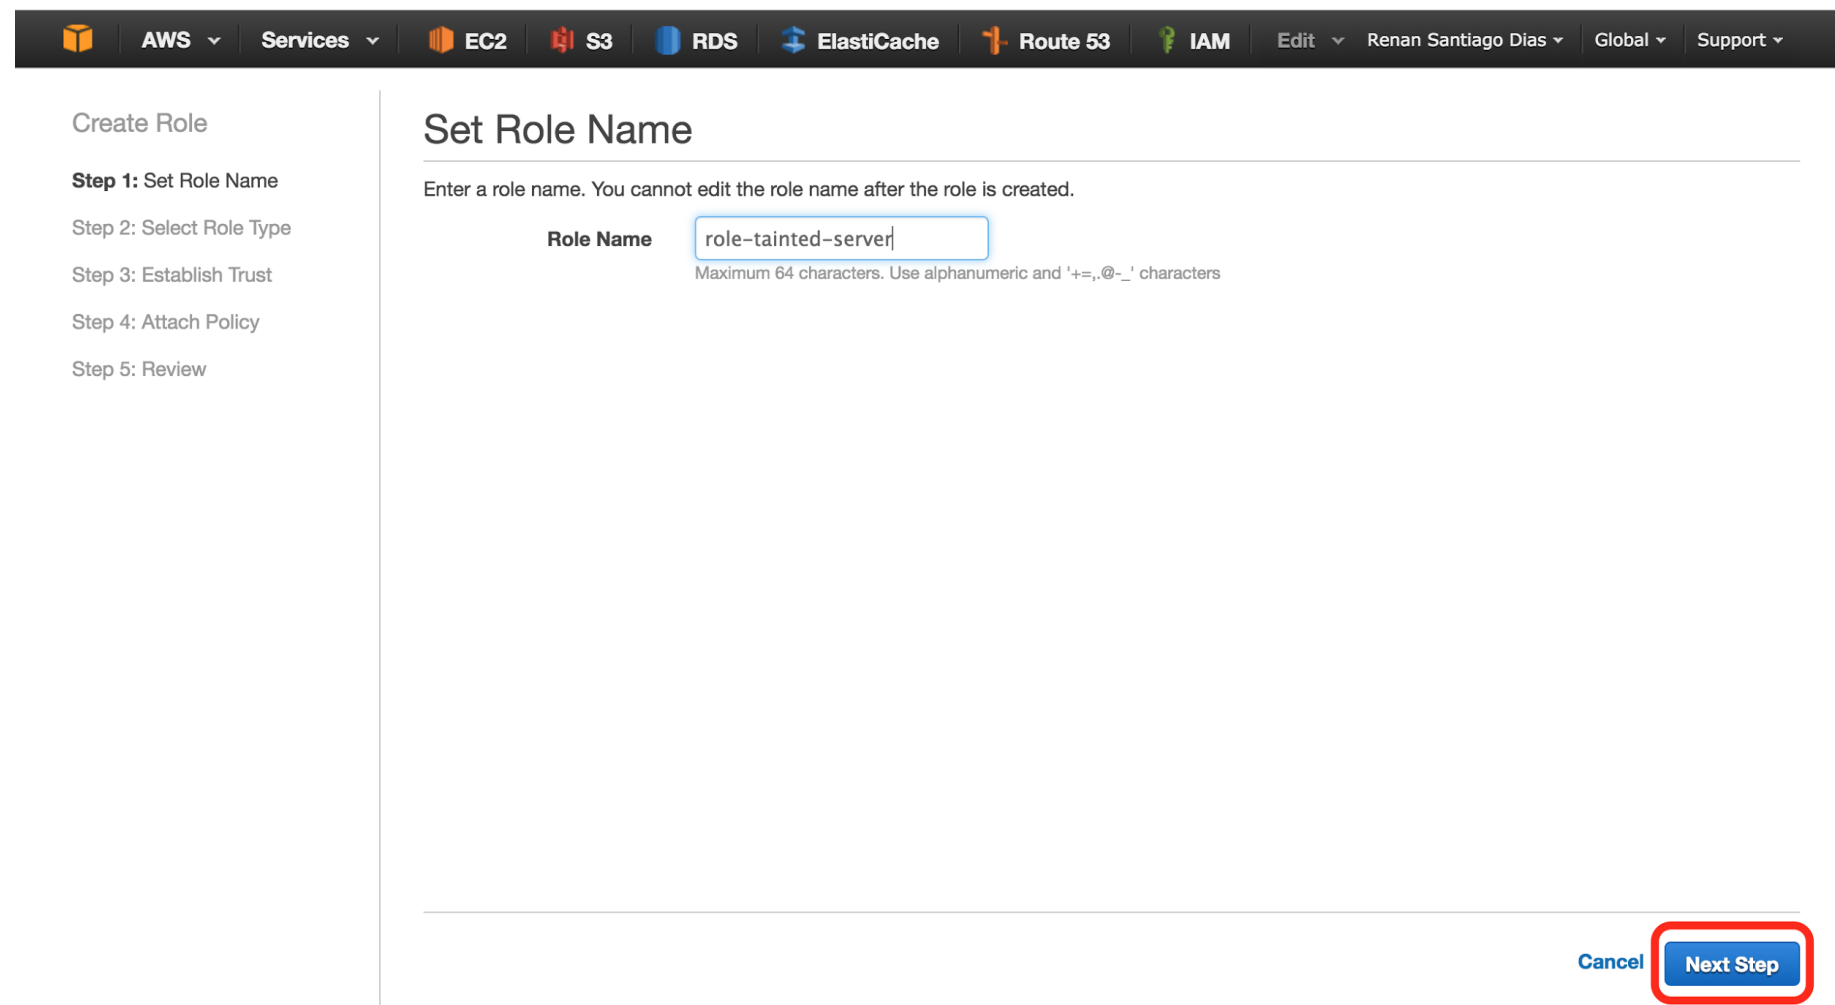 AWS Services EC2 S3 RDS ElastiCache Route 53 IAM Edit Renan Santiago Dias Global Support
Create Role
Step 1: Set Role Name
Step 2: Select Role Type
Step 3: Establish Trust
Step 4: Attach Policy
Step 5: Review
Set Role Name
Enter a role name. You cannot edit the role name after the role is created.
Role Name role-tainted-server
Maximum 64 characters. Use alphanumeric and '+=,.@-_' characters
Cancel Next Step